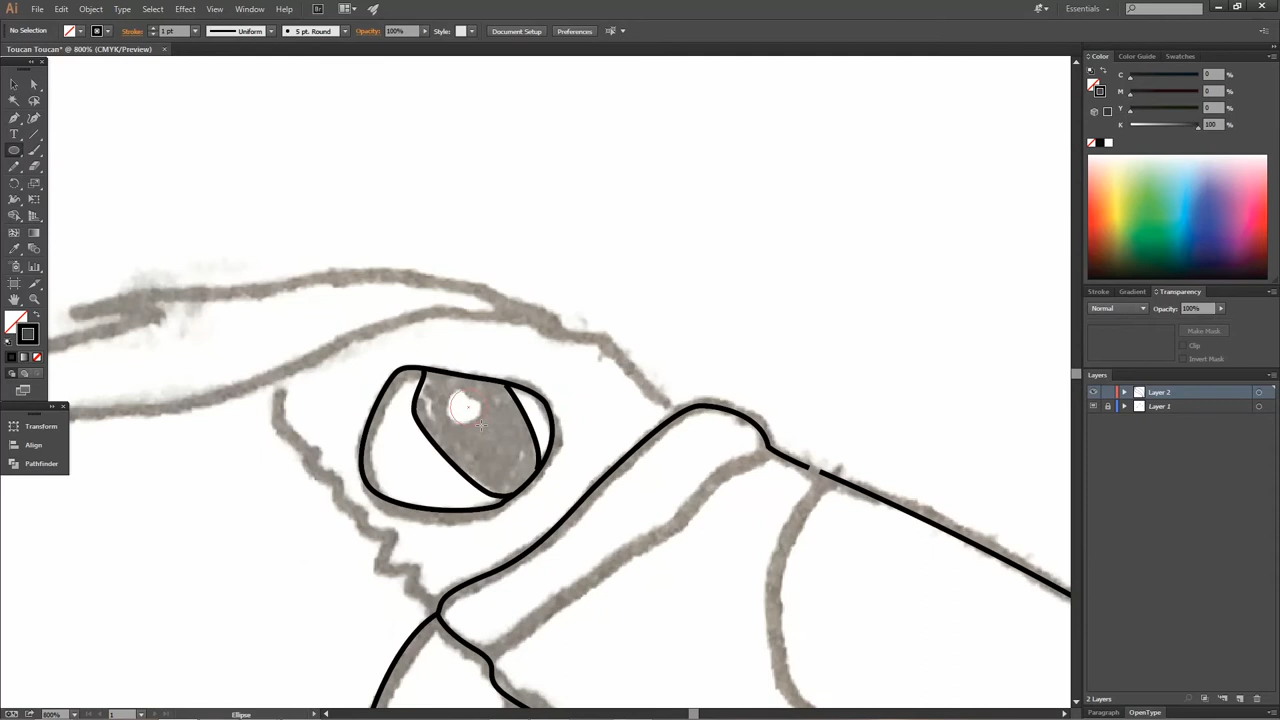 Ai File Edit Object Type Select Effect View Window Help Br Essentials
No Selection Stroke: 1 pt Uniform 5 pt. Round Opacity: 100% Style: Document Setup Preferences
Toucan Toucan* @ 800% (CMYK/Preview) ×
Color Color Guide Swatches
C 0 %
M 0 %
Y 0 %
K 100 %
Stroke Gradient Transparency
Normal Opacity: 100%
Make Mask
Clip
Invert Mask
Layers
Layer 2
Layer 1
Transform
Align
Pathfinder
2 Layers
Paragraph OpenType
800% 1 Ellipse